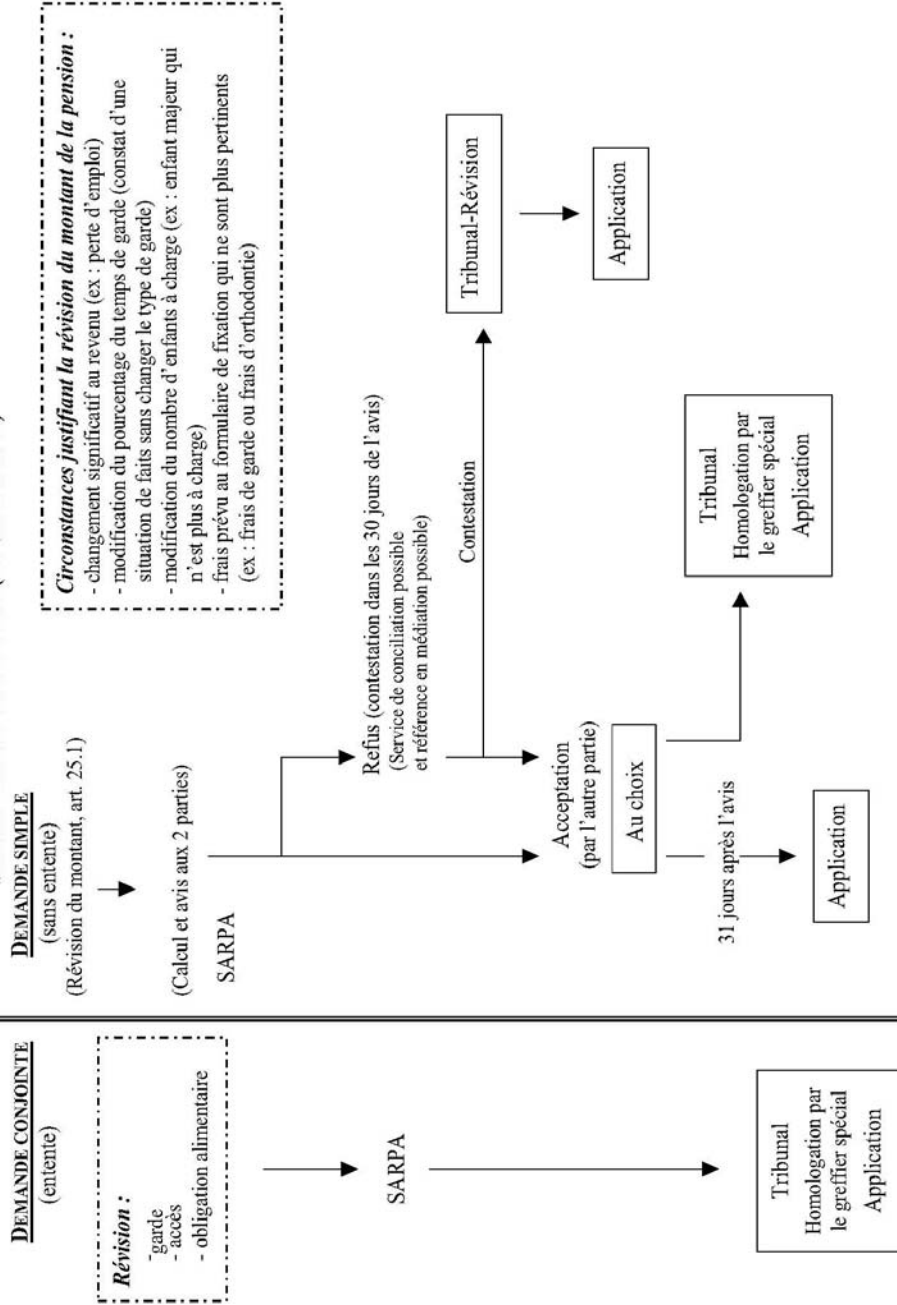 DEMANDE CONJOINTE
(entente)
Révision :
- garde
- accès
- obligation alimentaire
SARPA
Tribunal
Homologation par
le greffier spécial
Application
DEMANDE SIMPLE
(sans entente)
(Révision du montant, art. 25.1)
(Calcul et avis aux 2 parties)
SARPA
Circonstances justifiant la révision du montant de la pension :
- changement significatif au revenu (ex : perte d'emploi)
- modification du pourcentage du temps de garde (constat d'une
situation de faits sans changer le type de garde)
- modification du nombre d'enfants à charge (ex : enfant majeur qui
n'est plus à charge)
- frais prévu au formulaire de fixation qui ne sont plus pertinents
(ex : frais de garde ou frais d'orthodontie)
Refus (contestation dans les 30 jours de l'avis)
(Service de conciliation possible
et référence en médiation possible)
Contestation
Tribunal-Révision
Application
Acceptation
(par l'autre partie)
Au choix
31 jours après l'avis
Application
Tribunal
Homologation par
le greffier spécial
Application